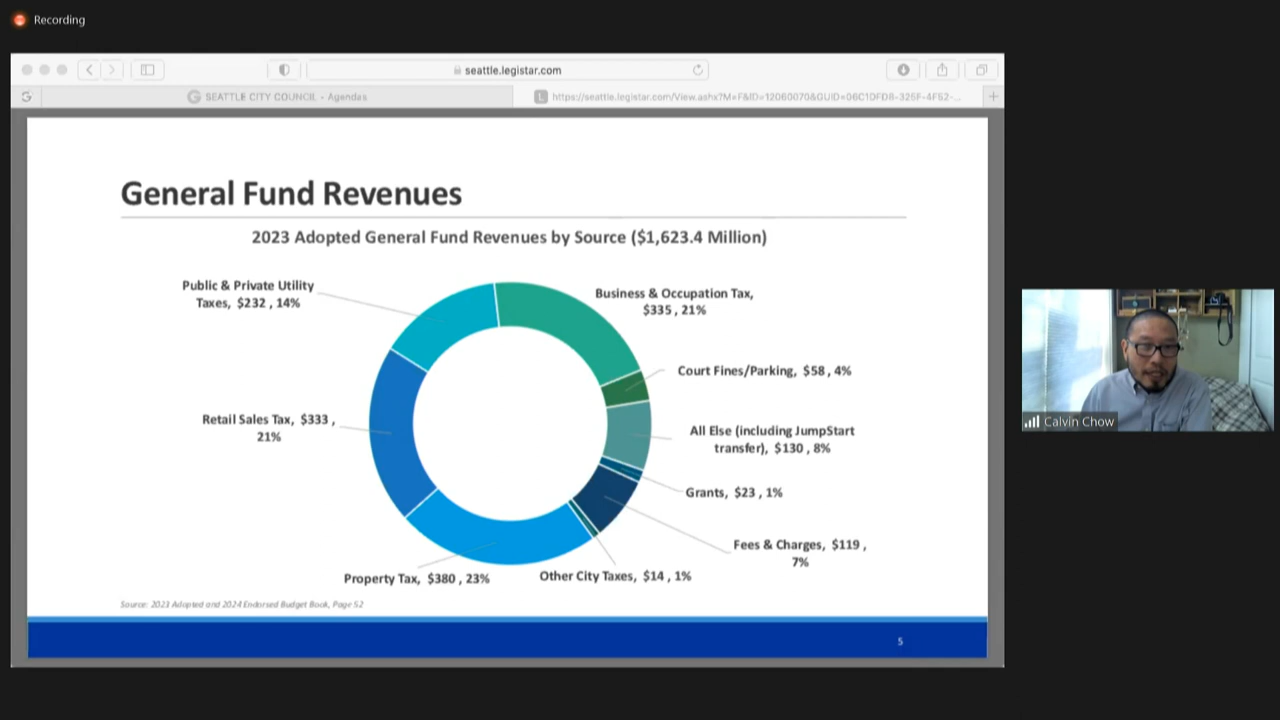 Recording
seattle.legistar.com
SEATTLE CITY COUNCIL - Agendas
General Fund Revenues
2023 Adopted General Fund Revenues by Source ($1,623.4 Million)
Public & Private Utility
Taxes, $232 , 14%
Business & Occupation Tax,
$335 , 21%
Court Fines/Parking, $58 , 4%
Retail Sales Tax, $333 ,
21%
All Else (including JumpStart
transfer), $130 , 8%
Grants, $23 , 1%
Fees & Charges, $119 ,
7%
Property Tax, $380 , 23%
Other City Taxes, $14 , 1%
Source: 2023 Adopted and 2024 Endorsed Budget Book, Page 52
5
Calvin Chow